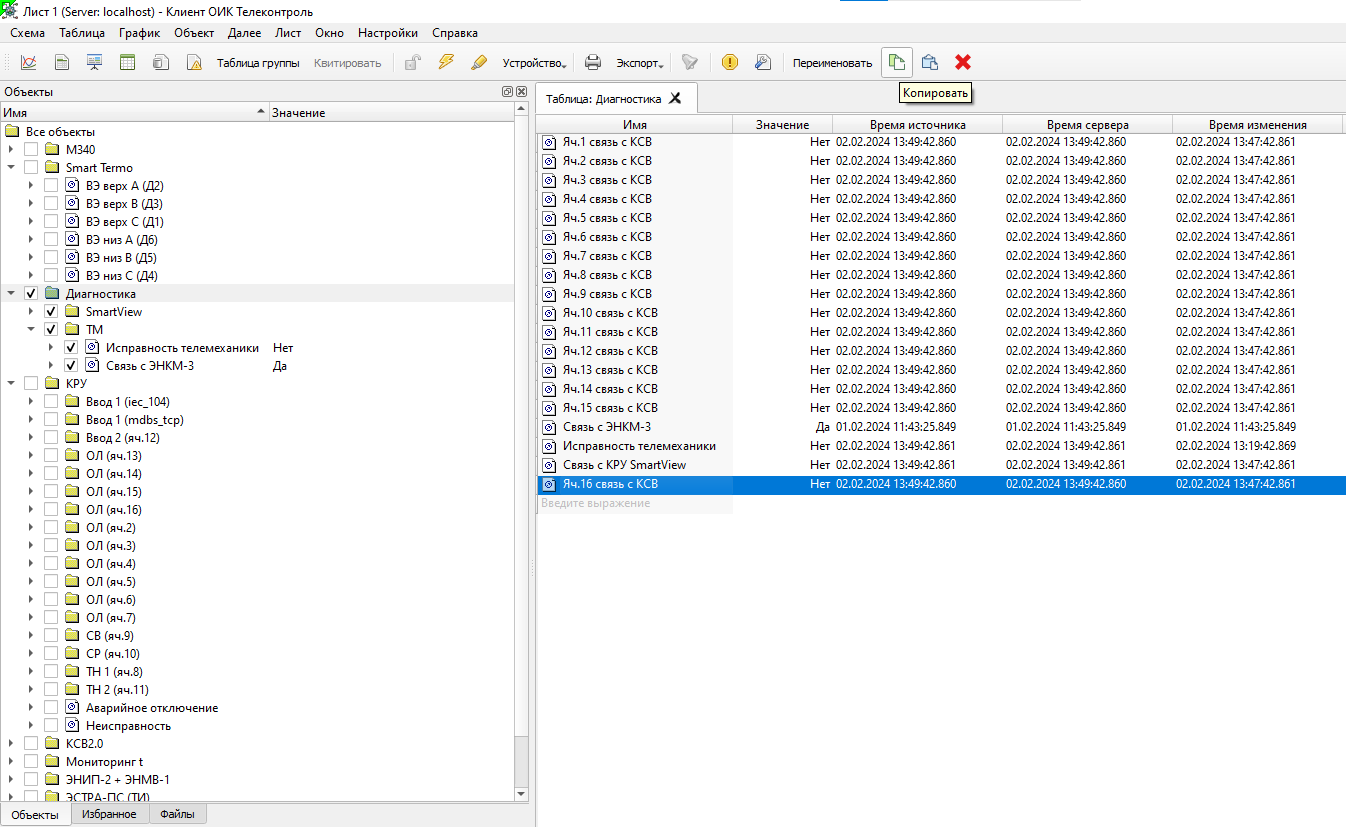 Лист 1 (Server: localhost) - Клиент ОИК Телеконтроль
Схема Таблица График Объект Далее Лист Окно Настройки Справка
Таблица группы Квитировать Устройство Экспорт Переименовать
Копировать
Объекты
Имя Значение
Все объекты
M340
Smart Termo
ВЭ верх A (Д2)
ВЭ верх B (Д3)
ВЭ верх C (Д1)
ВЭ низ A (Д6)
ВЭ низ B (Д5)
ВЭ низ C (Д4)
Диагностика
SmartView
ТМ
Исправность телемеханики Нет
Связь с ЭНКМ-3 Да
КРУ
Ввод 1 (iec_104)
Ввод 1 (mdbs_tcp)
Ввод 2 (яч.12)
ОЛ (яч.13)
ОЛ (яч.14)
ОЛ (яч.15)
ОЛ (яч.16)
ОЛ (яч.2)
ОЛ (яч.3)
ОЛ (яч.4)
ОЛ (яч.5)
ОЛ (яч.6)
ОЛ (яч.7)
СВ (яч.9)
СР (яч.10)
ТН 1 (яч.8)
ТН 2 (яч.11)
Аварийное отключение
Неисправность
КСВ2.0
Мониторинг t
ЭНИП-2 + ЭНМВ-1
ЭСТРА-ПС (ТИ)
Объекты Избранное Файлы
Таблица: Диагностика
Имя Значение Время источника Время сервера Время изменения
Яч.1 связь с КСВ Нет 02.02.2024 13:49:42.860 02.02.2024 13:49:42.860 02.02.2024 13:47:42.861
Яч.2 связь с КСВ Нет 02.02.2024 13:49:42.860 02.02.2024 13:49:42.860 02.02.2024 13:47:42.861
Яч.3 связь с КСВ Нет 02.02.2024 13:49:42.860 02.02.2024 13:49:42.860 02.02.2024 13:47:42.861
Яч.4 связь с КСВ Нет 02.02.2024 13:49:42.860 02.02.2024 13:49:42.860 02.02.2024 13:47:42.861
Яч.5 связь с КСВ Нет 02.02.2024 13:49:42.860 02.02.2024 13:49:42.860 02.02.2024 13:47:42.861
Яч.6 связь с КСВ Нет 02.02.2024 13:49:42.860 02.02.2024 13:49:42.860 02.02.2024 13:47:42.861
Яч.7 связь с КСВ Нет 02.02.2024 13:49:42.860 02.02.2024 13:49:42.860 02.02.2024 13:47:42.861
Яч.8 связь с КСВ Нет 02.02.2024 13:49:42.860 02.02.2024 13:49:42.860 02.02.2024 13:47:42.861
Яч.9 связь с КСВ Нет 02.02.2024 13:49:42.860 02.02.2024 13:49:42.860 02.02.2024 13:47:42.861
Яч.10 связь с КСВ Нет 02.02.2024 13:49:42.860 02.02.2024 13:49:42.860 02.02.2024 13:47:42.861
Яч.11 связь с КСВ Нет 02.02.2024 13:49:42.860 02.02.2024 13:49:42.860 02.02.2024 13:47:42.861
Яч.12 связь с КСВ Нет 02.02.2024 13:49:42.860 02.02.2024 13:49:42.860 02.02.2024 13:47:42.861
Яч.13 связь с КСВ Нет 02.02.2024 13:49:42.860 02.02.2024 13:49:42.860 02.02.2024 13:47:42.861
Яч.14 связь с КСВ Нет 02.02.2024 13:49:42.860 02.02.2024 13:49:42.860 02.02.2024 13:47:42.861
Яч.15 связь с КСВ Нет 02.02.2024 13:49:42.860 02.02.2024 13:49:42.860 02.02.2024 13:47:42.861
Связь с ЭНКМ-3 Да 01.02.2024 11:43:25.849 01.02.2024 11:43:25.849 01.02.2024 11:43:25.849
Исправность телемеханики Нет 02.02.2024 13:49:42.861 02.02.2024 13:49:42.861 02.02.2024 13:19:42.869
Связь с КРУ SmartView Нет 02.02.2024 13:49:42.861 02.02.2024 13:49:42.861 02.02.2024 13:47:42.861
Яч.16 связь с КСВ Нет 02.02.2024 13:49:42.860 02.02.2024 13:49:42.860 02.02.2024 13:47:42.861
Введите выражение